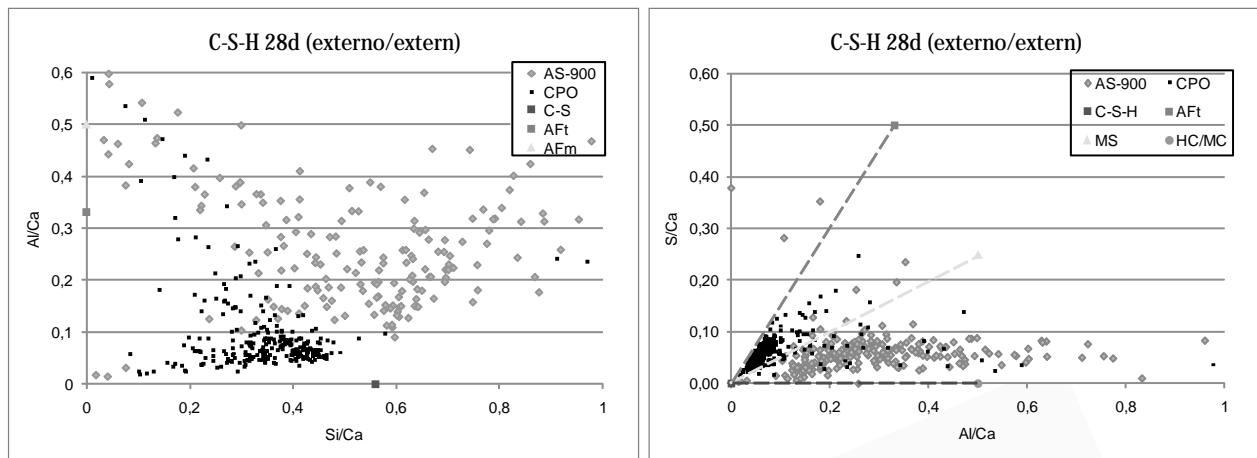 C-S-H 28d (externo/extern)
0,6
0,5
0,4
0,3
0,2
0,1
0
Al/Ca
0
0,2
0,4
0,6
0,8
1
Si/Ca
AS-900
CPO
C-S
AFt
AFm
C-S-H 28d (externo/extern)
0,60
0,50
0,40
0,30
0,20
0,10
0,00
S/Ca
0
0,2
0,4
0,6
0,8
1
Al/Ca
AS-900 CPO
C-S-H AFt
MS HC/MC